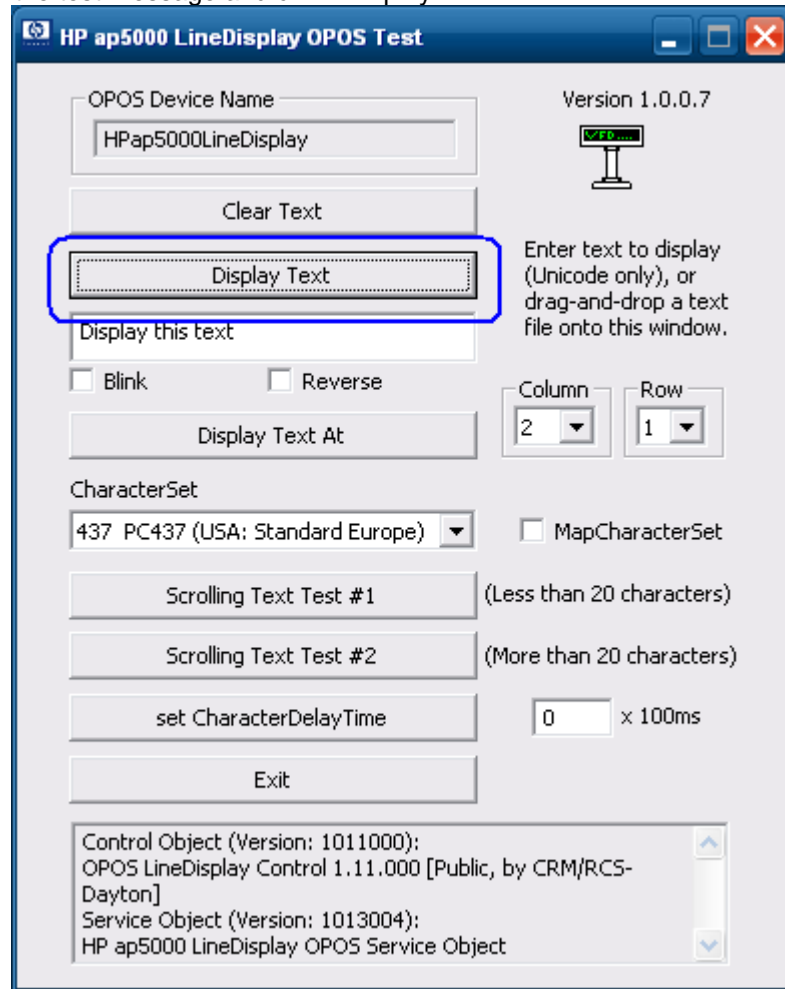 HP ap5000 LineDisplay OPOS Test
OPOS Device Name
Version 1.0.0.7
HPap5000LineDisplay
VFD....
Clear Text
Enter text to display
(Unicode only), or
drag-and-drop a text
file onto this window.
Display Text
Display this text
Blink
Reverse
Column
Row
2
1
Display Text At
CharacterSet
437 PC437 (USA: Standard Europe)
MapCharacterSet
Scrolling Text Test #1
(Less than 20 characters)
Scrolling Text Test #2
(More than 20 characters)
set CharacterDelayTime
0
x 100ms
Exit
Control Object (Version: 1011000):
OPOS LineDisplay Control 1.11.000 [Public, by CRM/RCS-
Dayton]
Service Object (Version: 1013004):
HP ap5000 LineDisplay OPOS Service Object